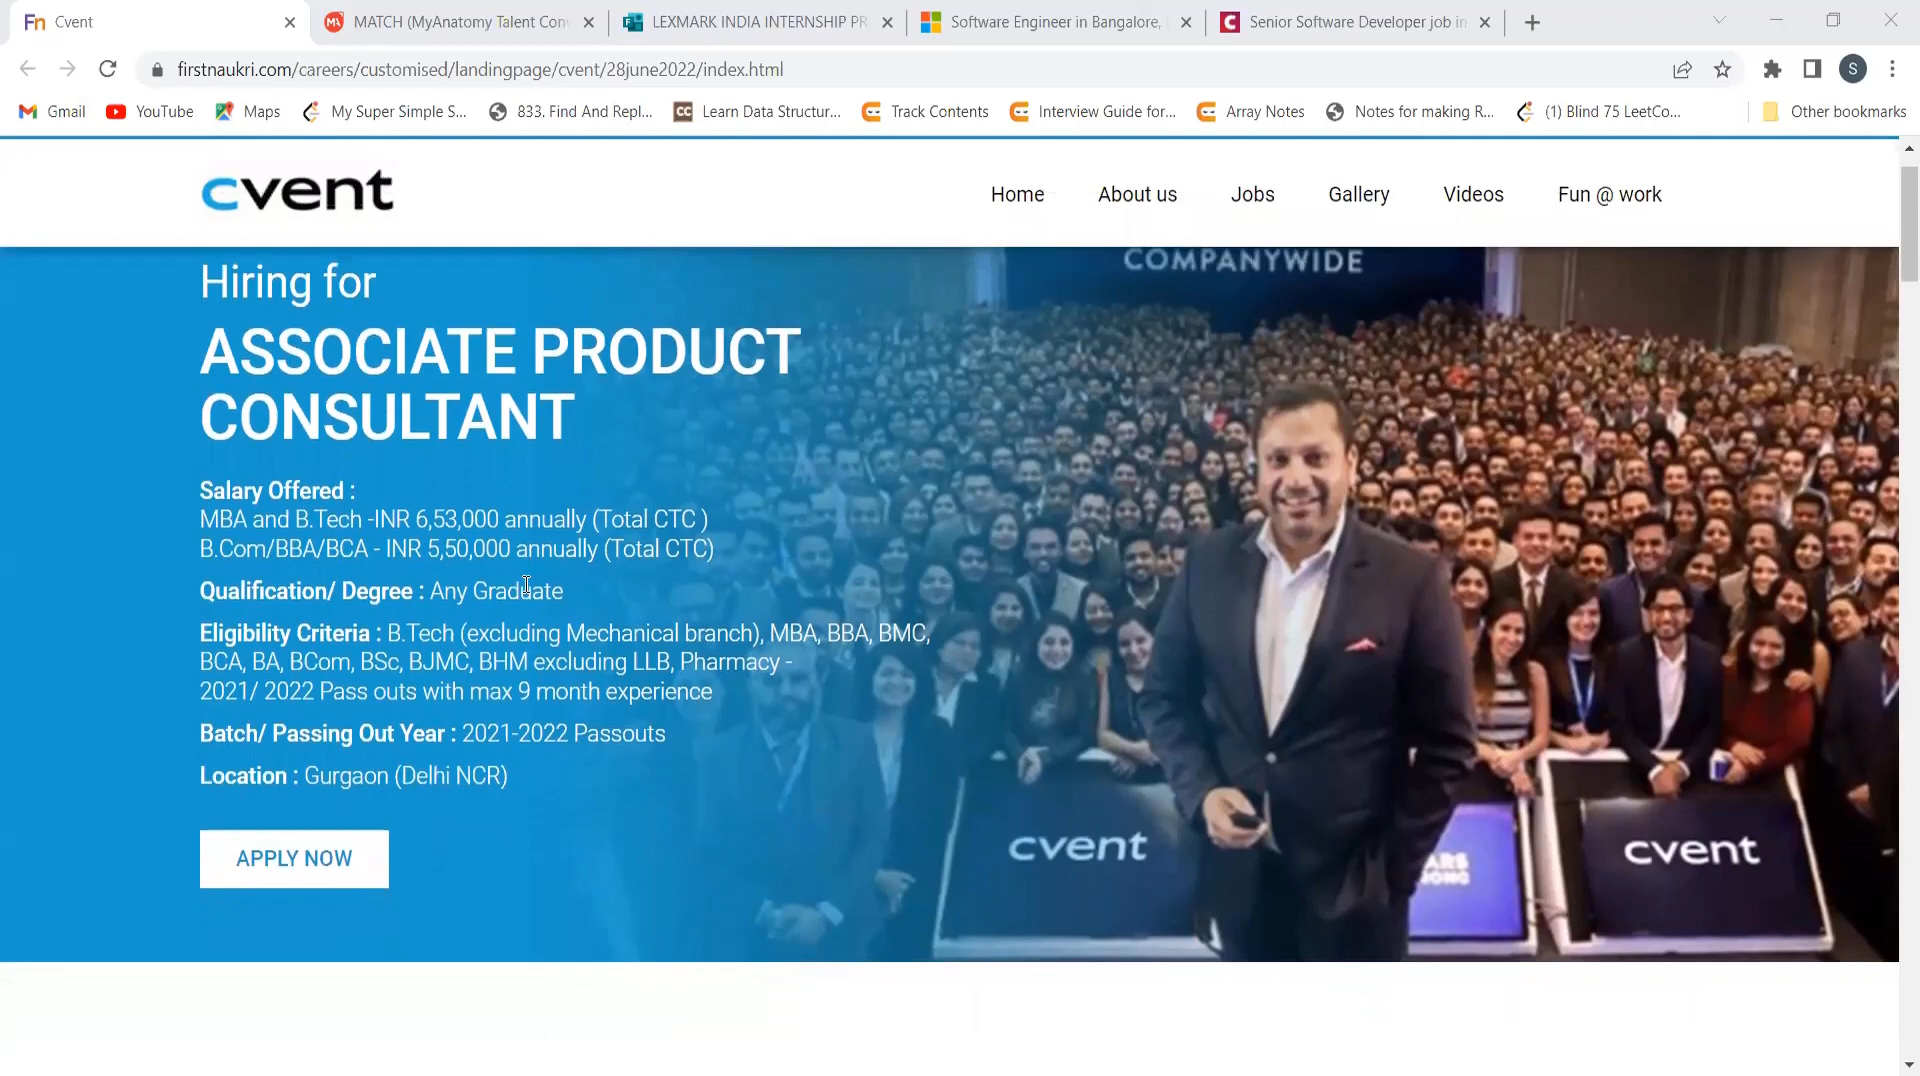 Cvent
MATCH (MyAnatomy Talent Con
LEXMARK INDIA INTERNSHIP PR
Software Engineer in Bangalore,
Senior Software Developer job in
firstnaukri.com/careers/customised/landingpage/cvent/28june2022/index.html
S
Gmail
YouTube
Maps
My Super Simple S...
833. Find And Repl...
Learn Data Structur...
Track Contents
Interview Guide for...
Array Notes
Notes for making R...
(1) Blind 75 LeetCo...
Other bookmarks
cvent
Home
About us
Jobs
Gallery
Videos
Fun @ work
COMPANYWIDE
Hiring for
ASSOCIATE PRODUCT
CONSULTANT
Salary Offered :
MBA and B.Tech -INR 6,53,000 annually (Total CTC )
B.Com/BBA/BCA - INR 5,50,000 annually (Total CTC)
Qualification/ Degree : Any Graduate
Eligibility Criteria : B.Tech (excluding Mechanical branch), MBA, BBA, BMC,
BCA, BA, BCom, BSc, BJMC, BHM excluding LLB, Pharmacy -
2021/ 2022 Pass outs with max 9 month experience
Batch/ Passing Out Year : 2021-2022 Passouts
Location : Gurgaon (Delhi NCR)
APPLY NOW
cvent
cvent